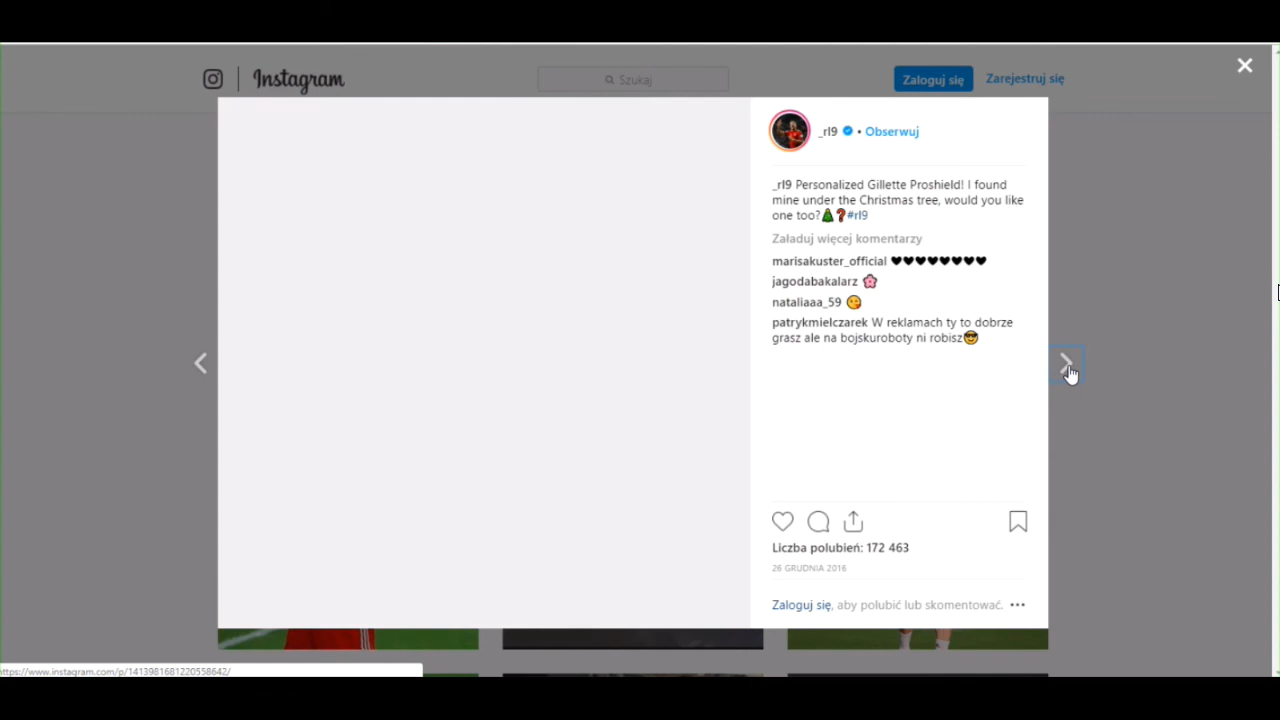 Instagram
Szukaj
Zaloguj się
Zarejestruj się
_rl9 • Obserwuj
_rl9 Personalized Gillette Proshield! I found
mine under the Christmas tree, would you like
one too?🎄❓#rl9
Załaduj więcej komentarzy
marisakuster_official ♥♥♥♥♥♥♥♥
jagodabakalarz 🌸
nataliaaa_59 😋
patrykmielczarek W reklamach ty to dobrze
grasz ale na bojskuroboty ni robisz😎
Liczba polubień: 172 463
26 GRUDNIA 2016
Zaloguj się, aby polubić lub skomentować.
https://www.instagram.com/p/1413981681220558642/